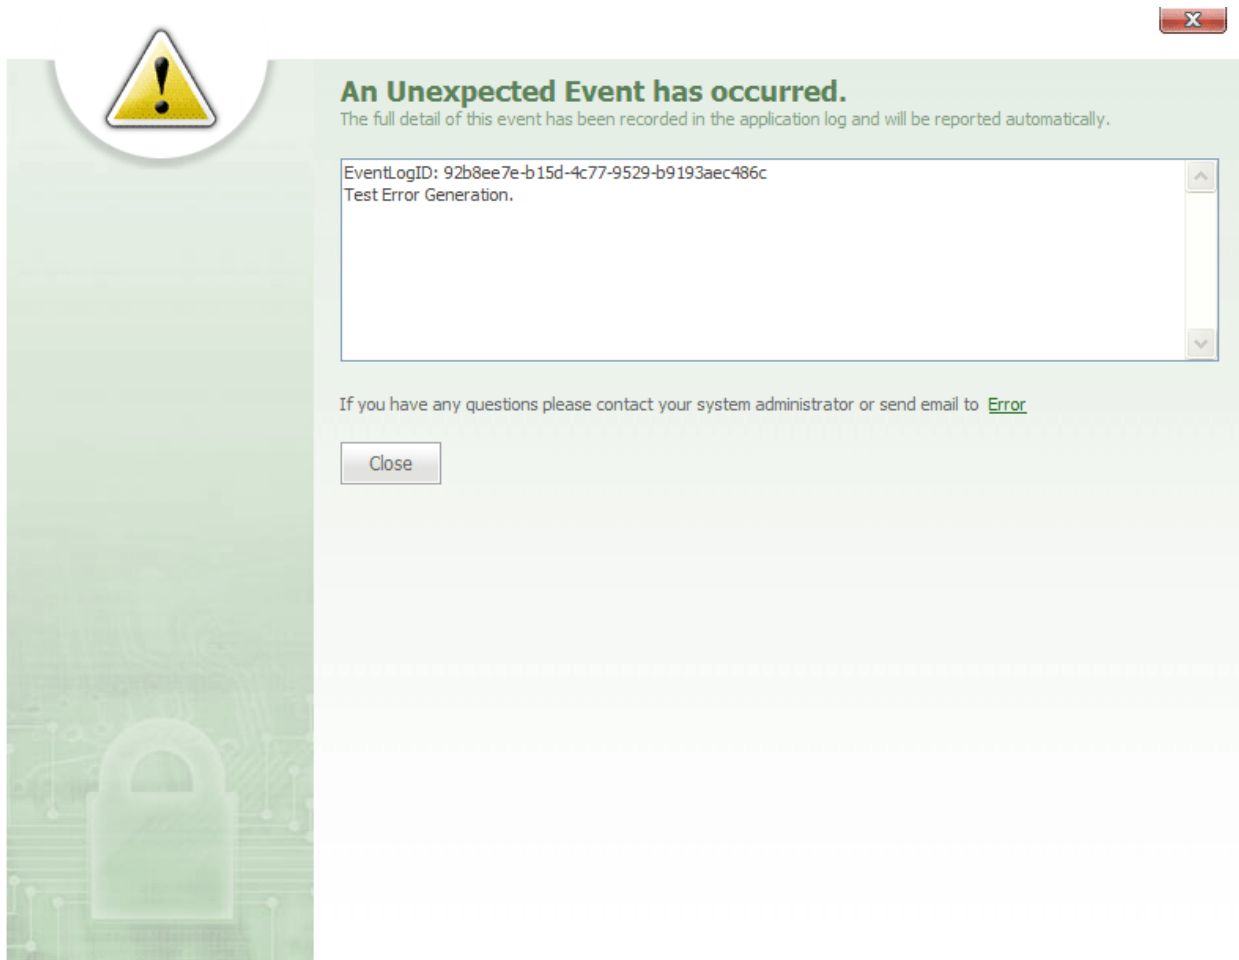 X
An Unexpected Event has occurred.
The full detail of this event has been recorded in the application log and will be reported automatically.
EventLogID: 92b8ee7e-b15d-4c77-9529-b9193aec486c
Test Error Generation.
If you have any questions please contact your system administrator or send email to Error
Close